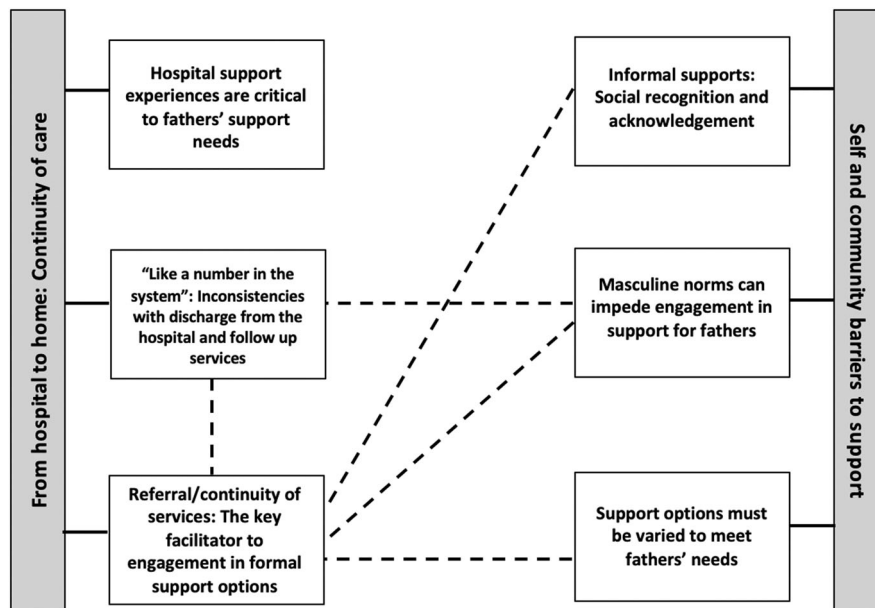 From hospital to home: Continuity of care
Hospital support
experiences are critical
to fathers’ support
needs
“Like a number in the
system”: Inconsistencies
with discharge from the
hospital and follow up
services
Referral/continuity of
services: The key
facilitator to
engagement in formal
support options
Informal supports:
Social recognition and
acknowledgement
Masculine norms can
impede engagement in
support for fathers
Support options must
be varied to meet
fathers’ needs
Self and community barriers to support